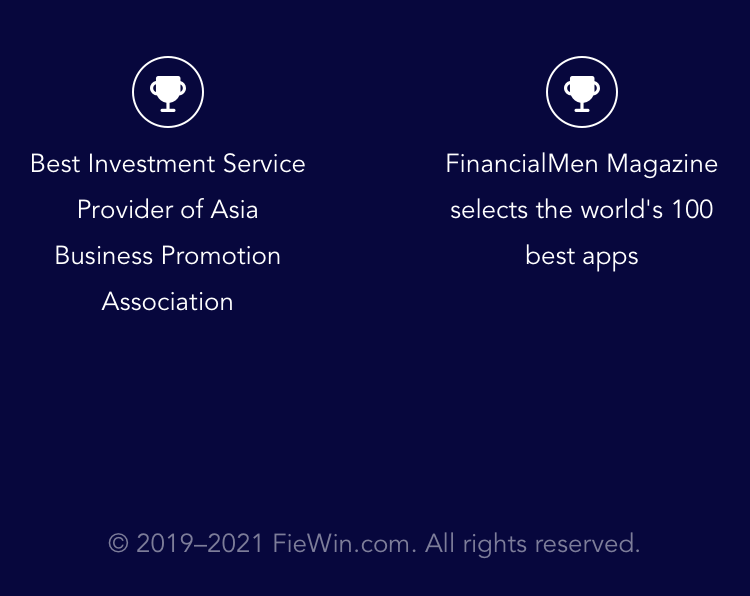 Best Investment Service
Provider of Asia
Business Promotion
Association
FinancialMen Magazine
selects the world's 100
best apps
© 2019–2021 FieWin.com. All rights reserved.